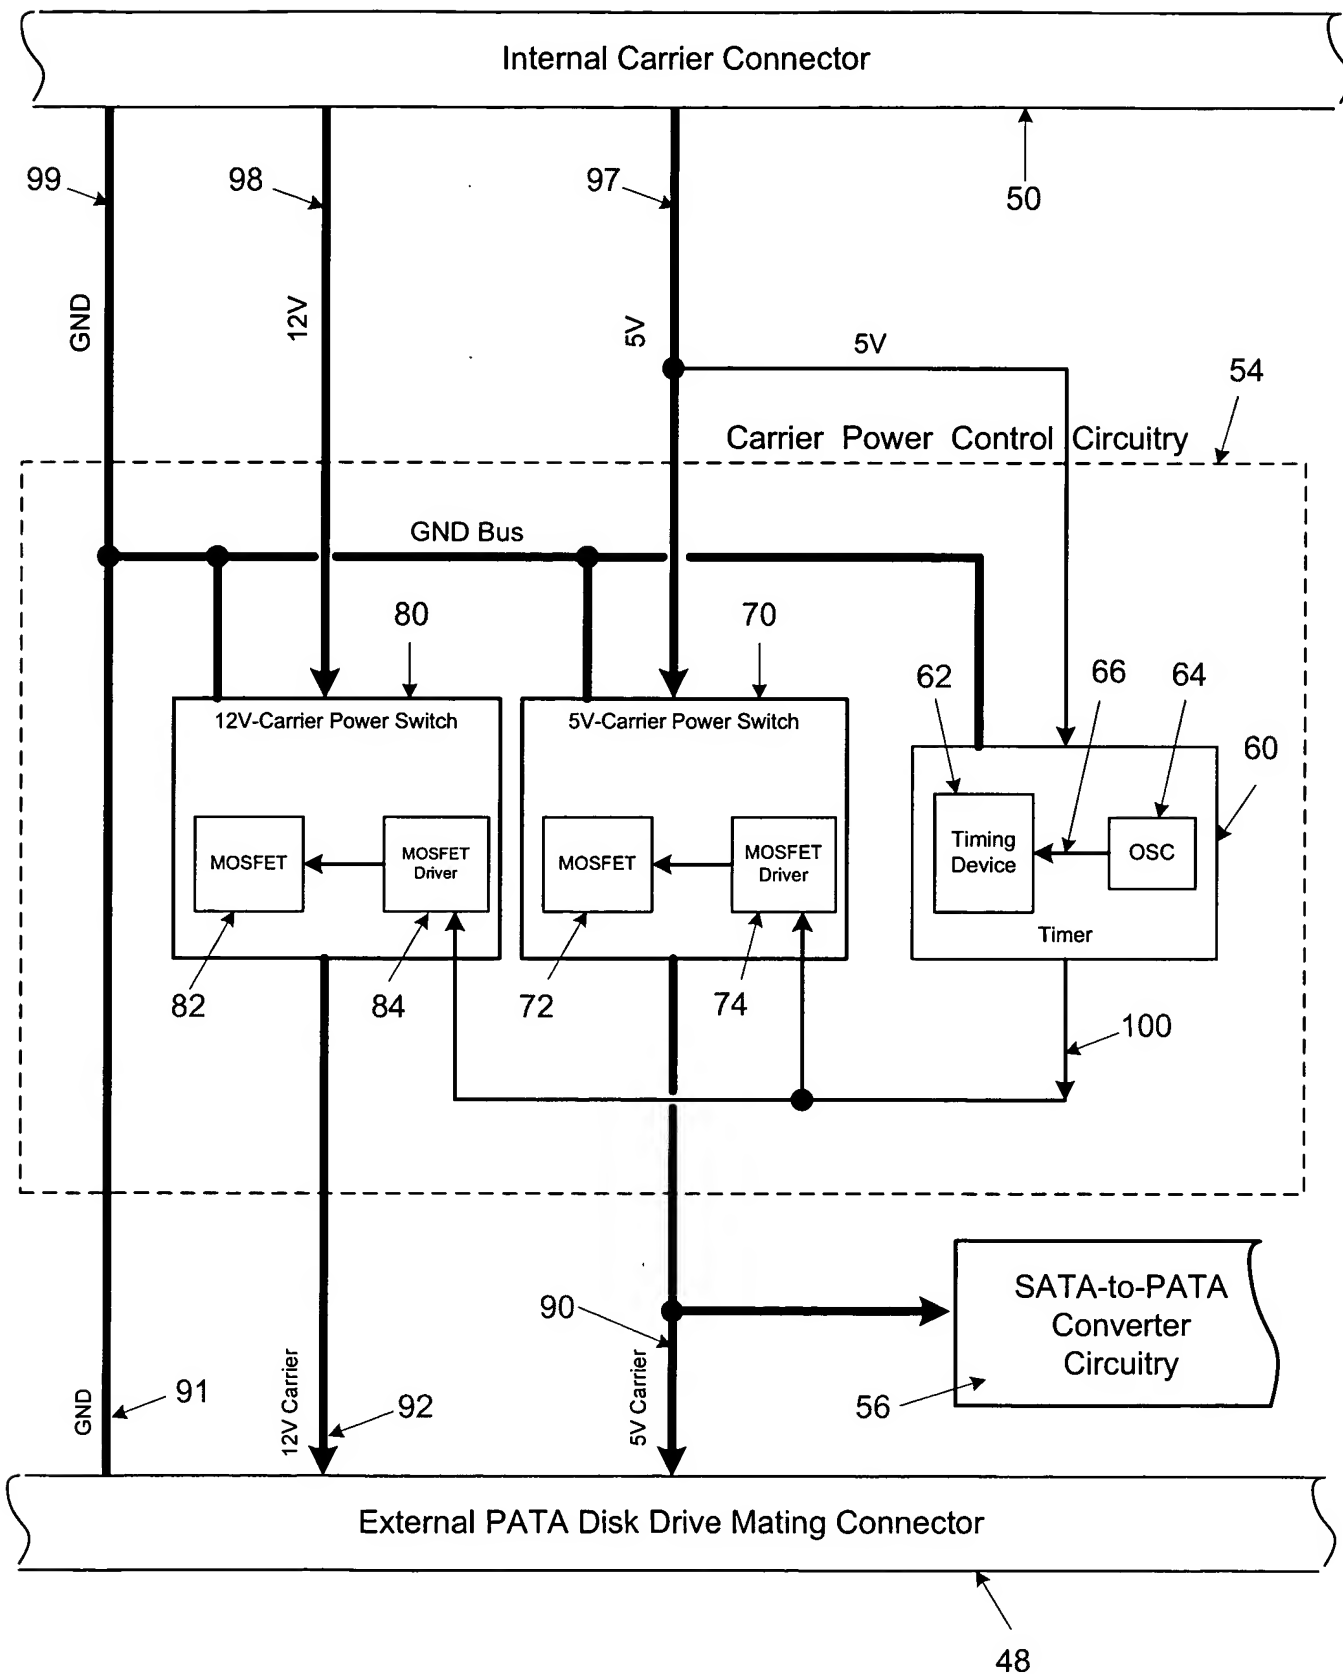 Internal Carrier Connector
99
98
97
50
GND
12V
5V
5V
54
Carrier Power Control Circuitry
GND Bus
80
70
62
66
64
60
12V-Carrier Power Switch
5V-Carrier Power Switch
MOSFET
MOSFET
Driver
MOSFET
MOSFET
Driver
Timing
Device
OSC
Timer
82
84
72
74
100
SATA-to-PATA
Converter
Circuitry
90
56
GND
91
12V Carrier
92
5V Carrier
External PATA Disk Drive Mating Connector
48